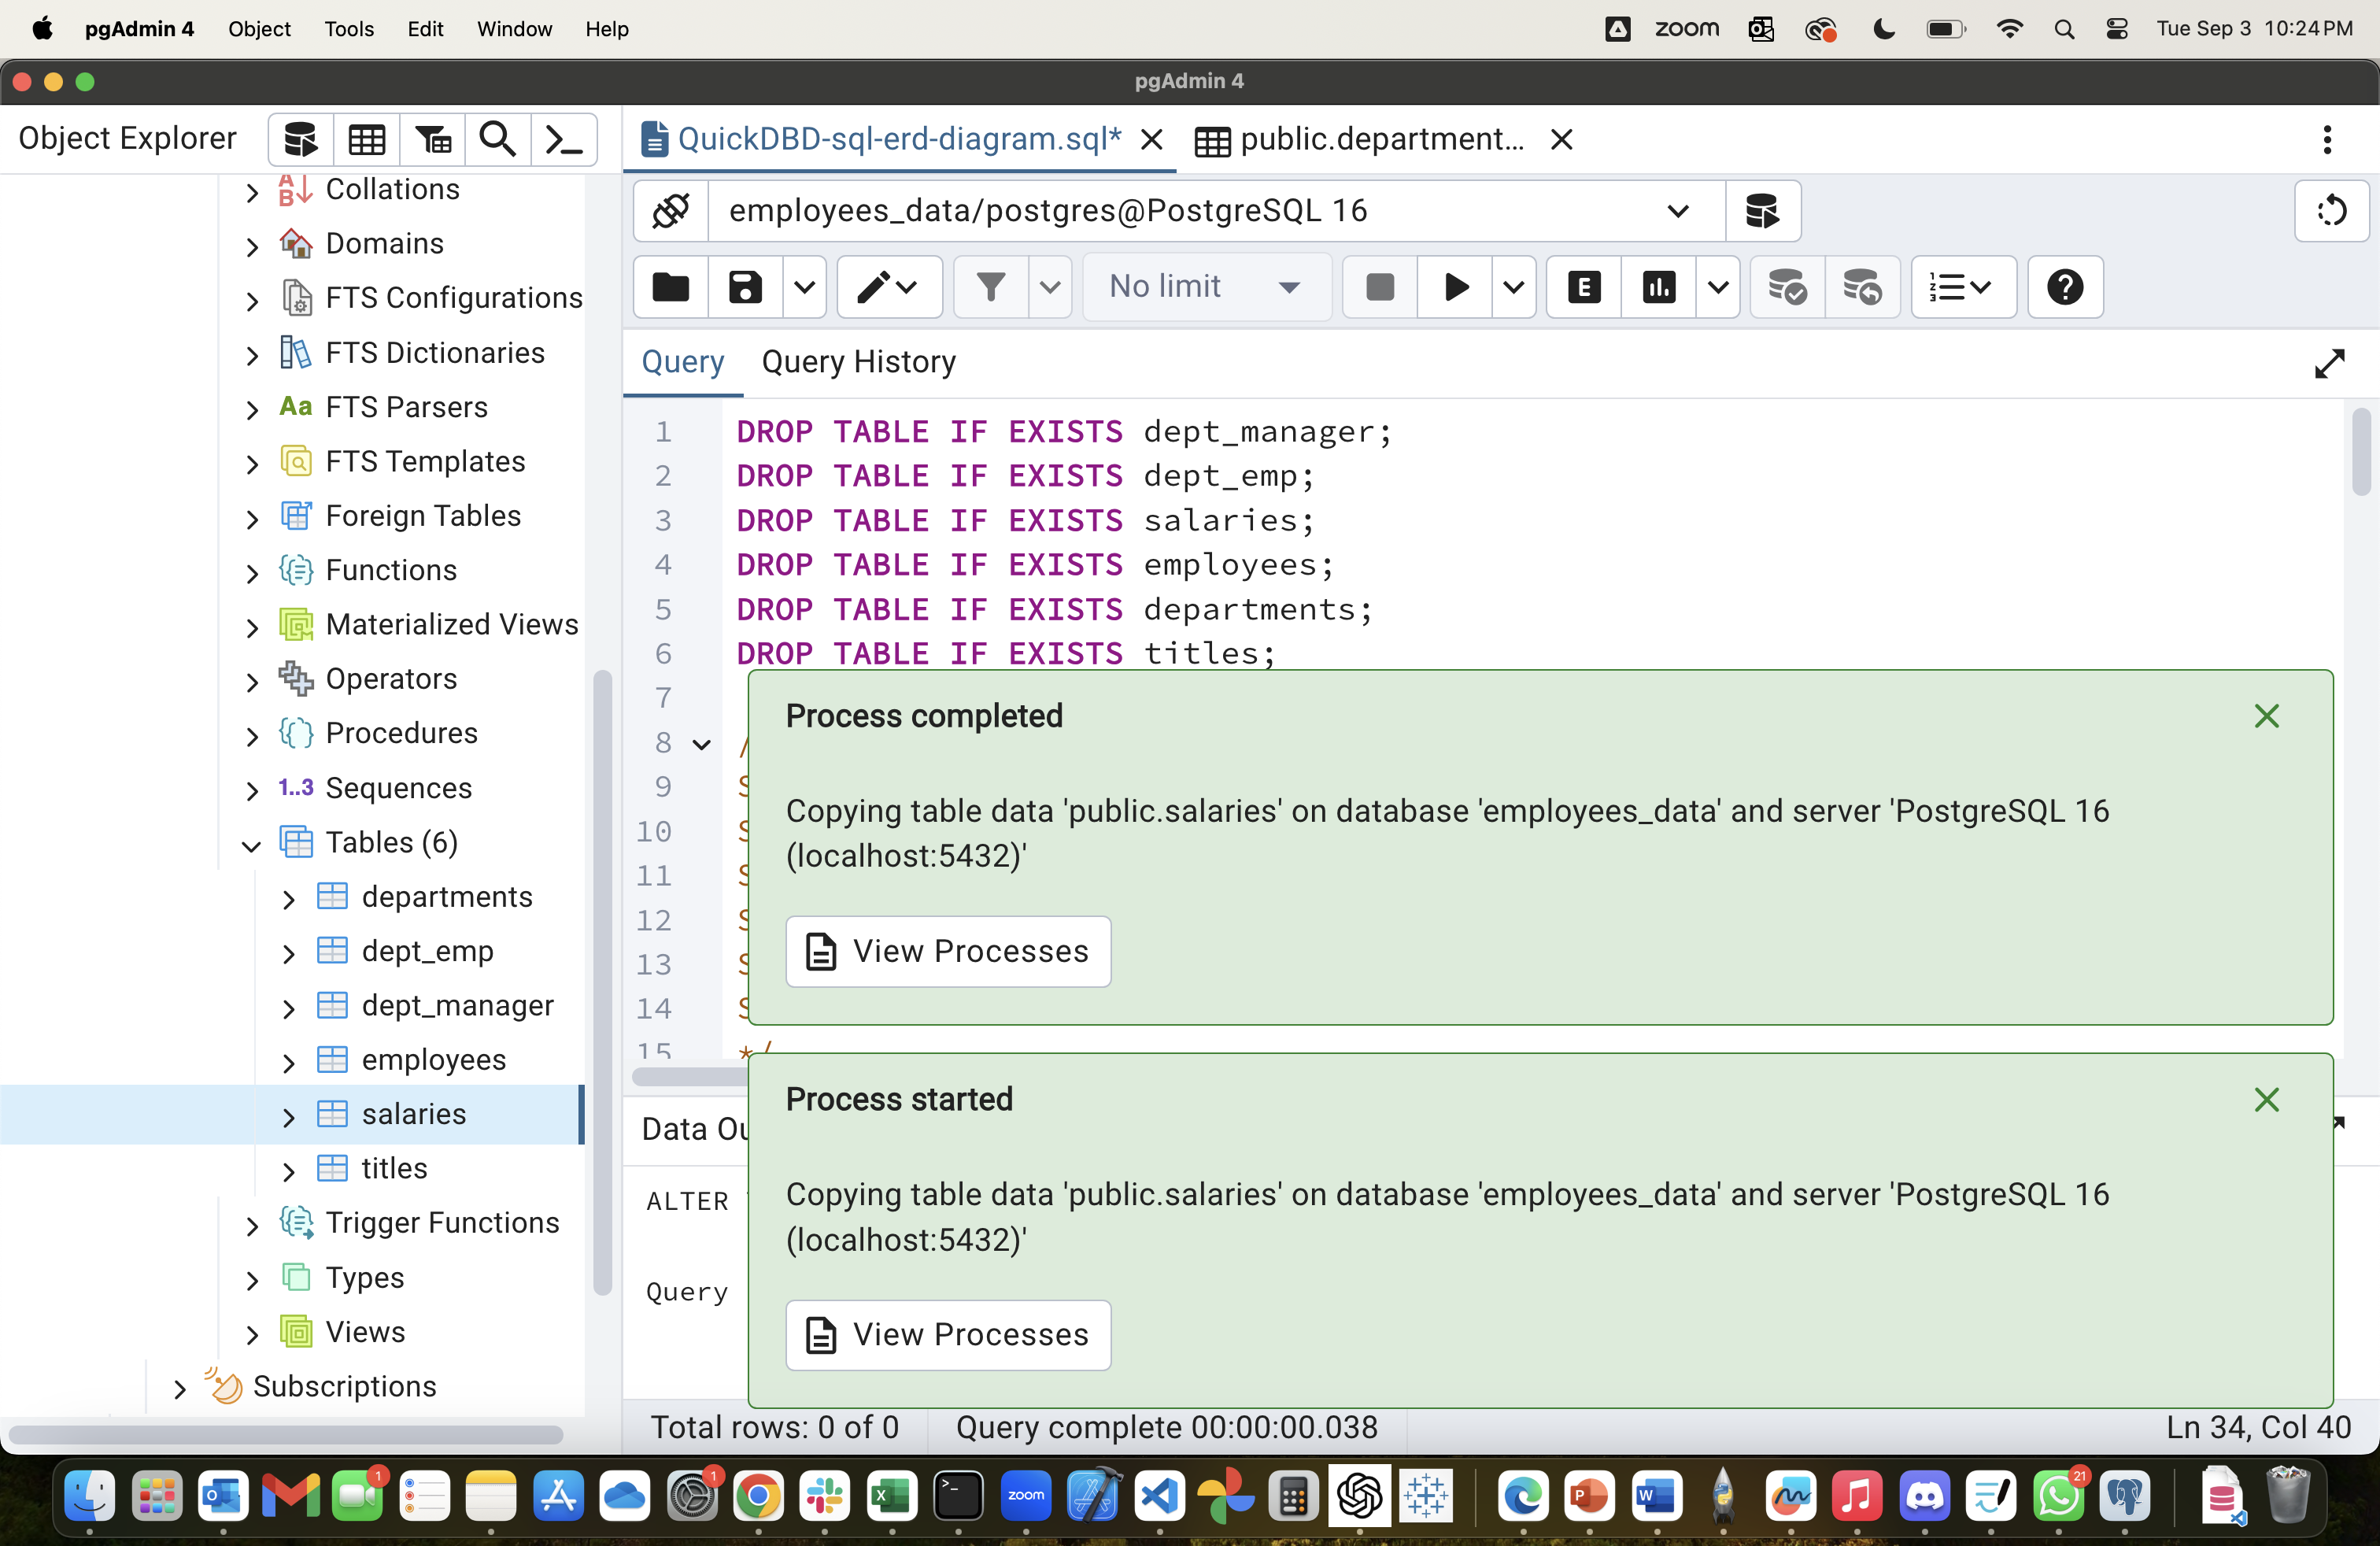 pgAdmin 4 Object Tools Edit Window Help
zoom Tue Sep 3 10:24 PM
pgAdmin 4
Object Explorer
QuickDBD-sql-erd-diagram.sql* public.department...
employees_data/postgres@PostgreSQL 16
No limit
E
Query Query History
Collations
Domains
FTS Configurations
FTS Dictionaries
Aa FTS Parsers
FTS Templates
Foreign Tables
Functions
Materialized Views
Operators
Procedures
1..3 Sequences
Tables (6)
departments
dept_emp
dept_manager
employees
salaries
titles
Trigger Functions
Types
Views
Subscriptions
1 DROP TABLE IF EXISTS dept_manager;
2 DROP TABLE IF EXISTS dept_emp;
3 DROP TABLE IF EXISTS salaries;
4 DROP TABLE IF EXISTS employees;
5 DROP TABLE IF EXISTS departments;
6 DROP TABLE IF EXISTS titles;
7
8 /
9 S
10 S
11 S
12 S
13 S
14 S
15 */
Process completed
Copying table data 'public.salaries' on database 'employees_data' and server 'PostgreSQL 16
(localhost:5432)'
View Processes
Process started
Copying table data 'public.salaries' on database 'employees_data' and server 'PostgreSQL 16
(localhost:5432)'
View Processes
Data Ou
ALTER
Query
Total rows: 0 of 0 Query complete 00:00:00.038 Ln 34, Col 40
1 1 zoom 21